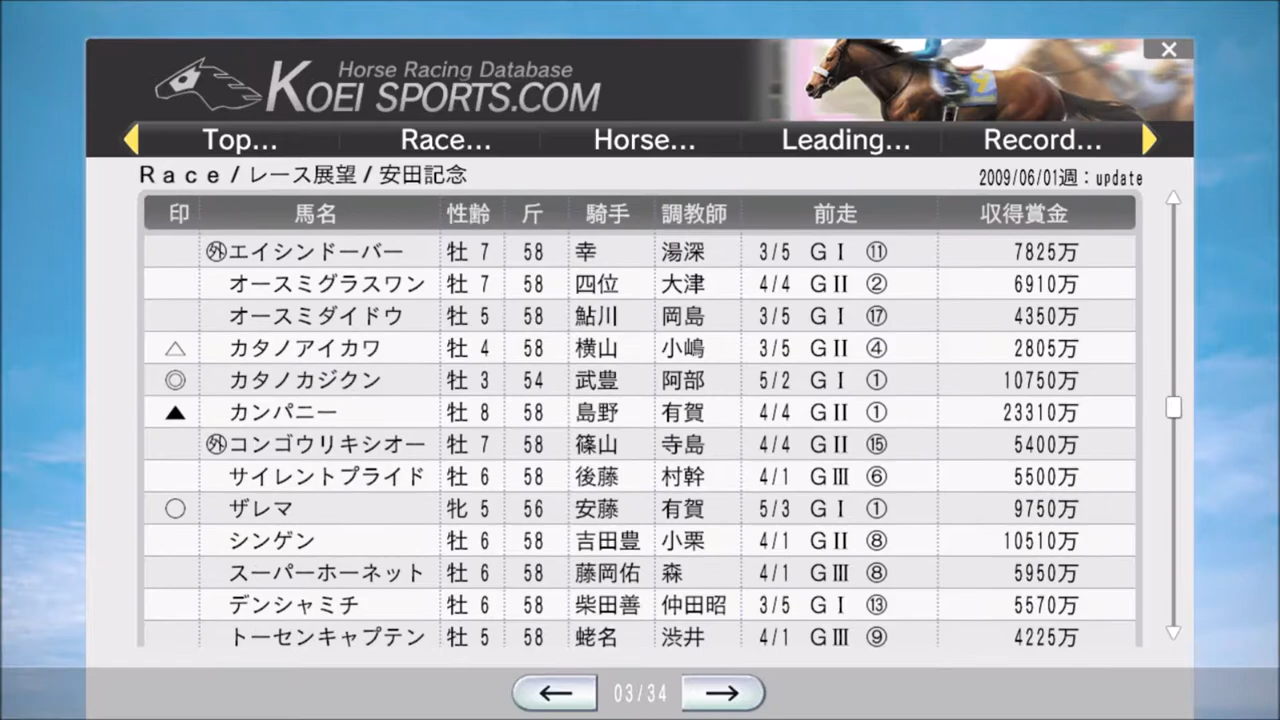 Horse Racing Database
KOEI SPORTS.COM
Top... Race... Horse... Leading... Record...
Race/レース展望/安田記念 2009/06/01週:update
印 馬名 性齢 斤 騎手 調教師 前走 収得賞金
外 エイシンドーバー 牡 7 58 幸 湯深 3/5 GⅠ ⑪ 7825万
オースミグラスワン 牡 7 58 四位 大津 4/4 GⅡ ② 6910万
オースミダイドウ 牡 5 58 鮎川 岡島 3/5 GⅠ ⑰ 4350万
△ カタノアイカワ 牡 4 58 横山 小嶋 3/5 GⅡ ④ 2805万
◎ カタノカジクン 牡 3 54 武豊 阿部 5/2 GⅠ ① 10750万
▲ カンパニー 牡 8 58 島野 有賀 4/4 GⅡ ① 23310万
外 コンゴウリキシオー 牡 7 58 篠山 寺島 4/4 GⅡ ⑮ 5400万
サイレントプライド 牡 6 58 後藤 村幹 4/1 GⅢ ⑥ 5500万
○ ザレマ 牝 5 56 安藤 有賀 5/3 GⅠ ① 9750万
シンゲン 牡 6 58 吉田豊 小栗 4/1 GⅡ ⑧ 10510万
スーパーホーネット 牡 6 58 藤岡佑 森 4/1 GⅢ ⑧ 5950万
デンシャミチ 牡 6 58 柴田善 仲田昭 3/5 GⅠ ⑬ 5570万
トーセンキャプテン 牡 5 58 蛯名 渋井 4/1 GⅢ ⑨ 4225万
← 03/34 →